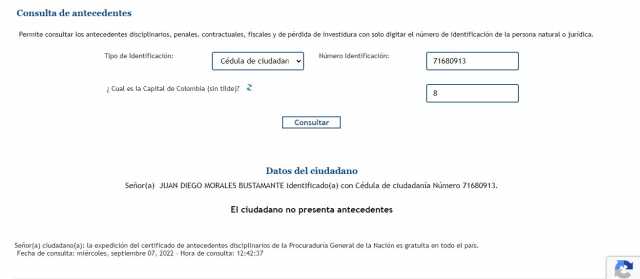 Consulta de antecedentes
Permite consultar los antecedentes disciplinarios, penales, contractuales, fiscales y de pérdida de investidura con solo digitar el número de identificación de la persona natural o jurídica.
Tipo de Identificación: Cédula de ciudadan Número Identificación: 71680913
¿ Cual es la Capital de Colombia (sin tilde)? 8
Consultar
Datos del ciudadano
Señor(a) JUAN DIEGO MORALES BUSTAMANTE identificado(a) con Cédula de ciudadanía Número 71680913.
El ciudadano no presenta antecedentes
Señor(a) ciudadano(a): la expedición del certificado de antecedentes disciplinarios de la Procuraduría General de la Nación es gratuita en todo el país.
Fecha de consulta: miércoles, septiembre 07, 2022 - Hora de consulta: 12:42:37